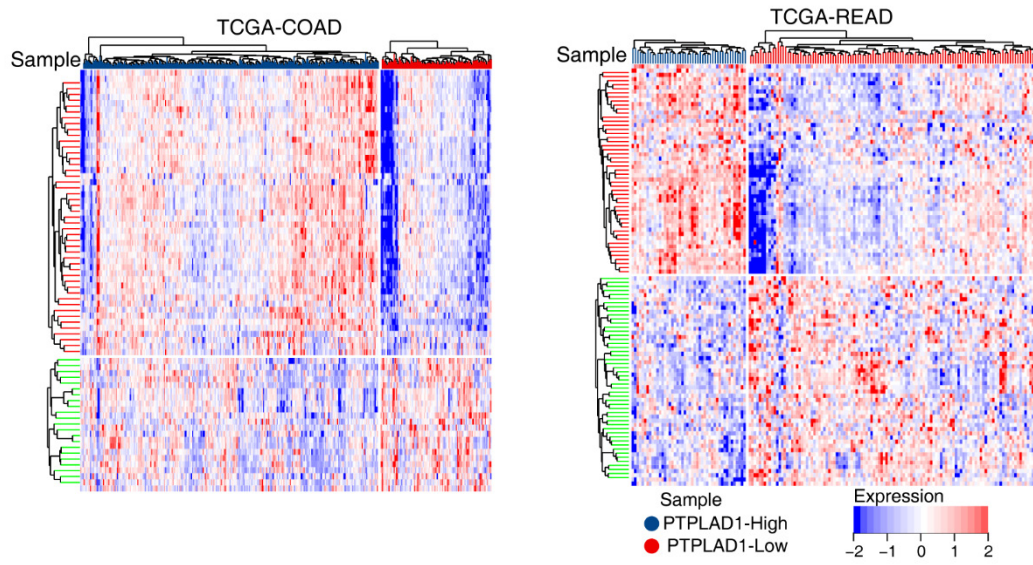 TCGA-COAD
Sample
TCGA-READ
Sample
Sample
PTPLAD1-High
PTPLAD1-Low
Expression
-2 -1 0 1 2